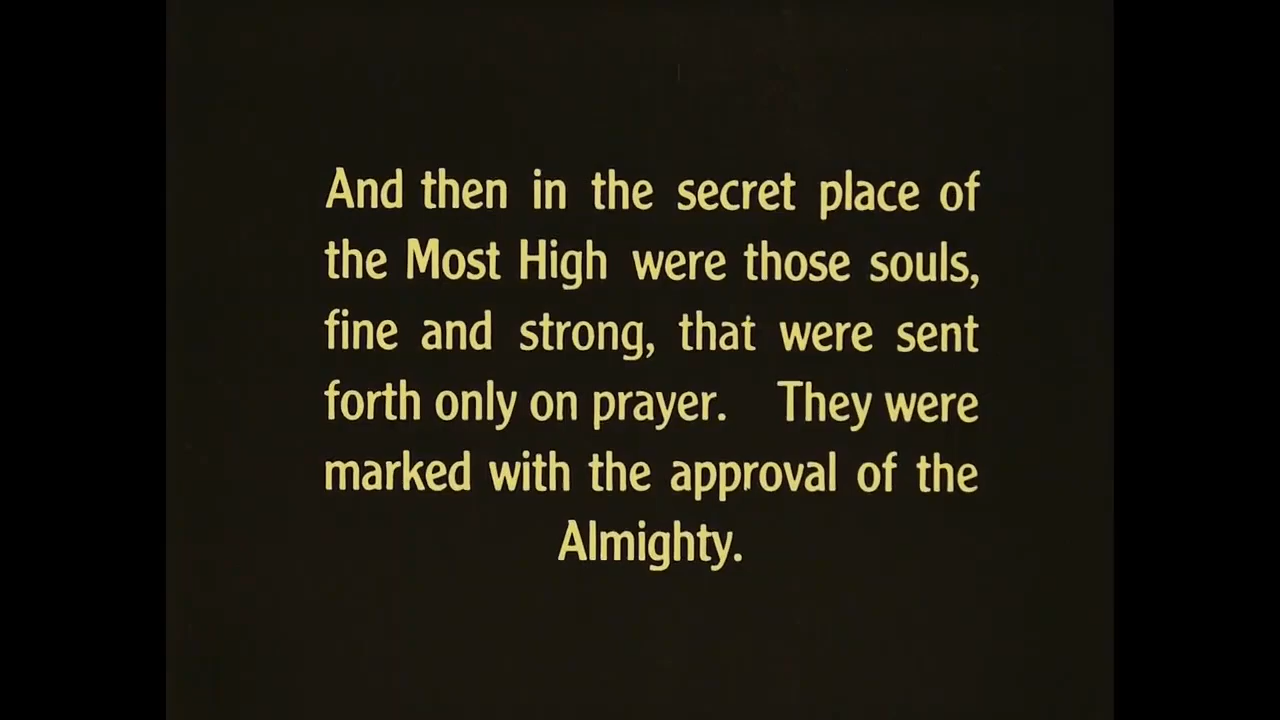 And then in the secret place of
the Most High were those souls,
fine and strong, that were sent
forth only on prayer. They were
marked with the approval of the
Almighty.